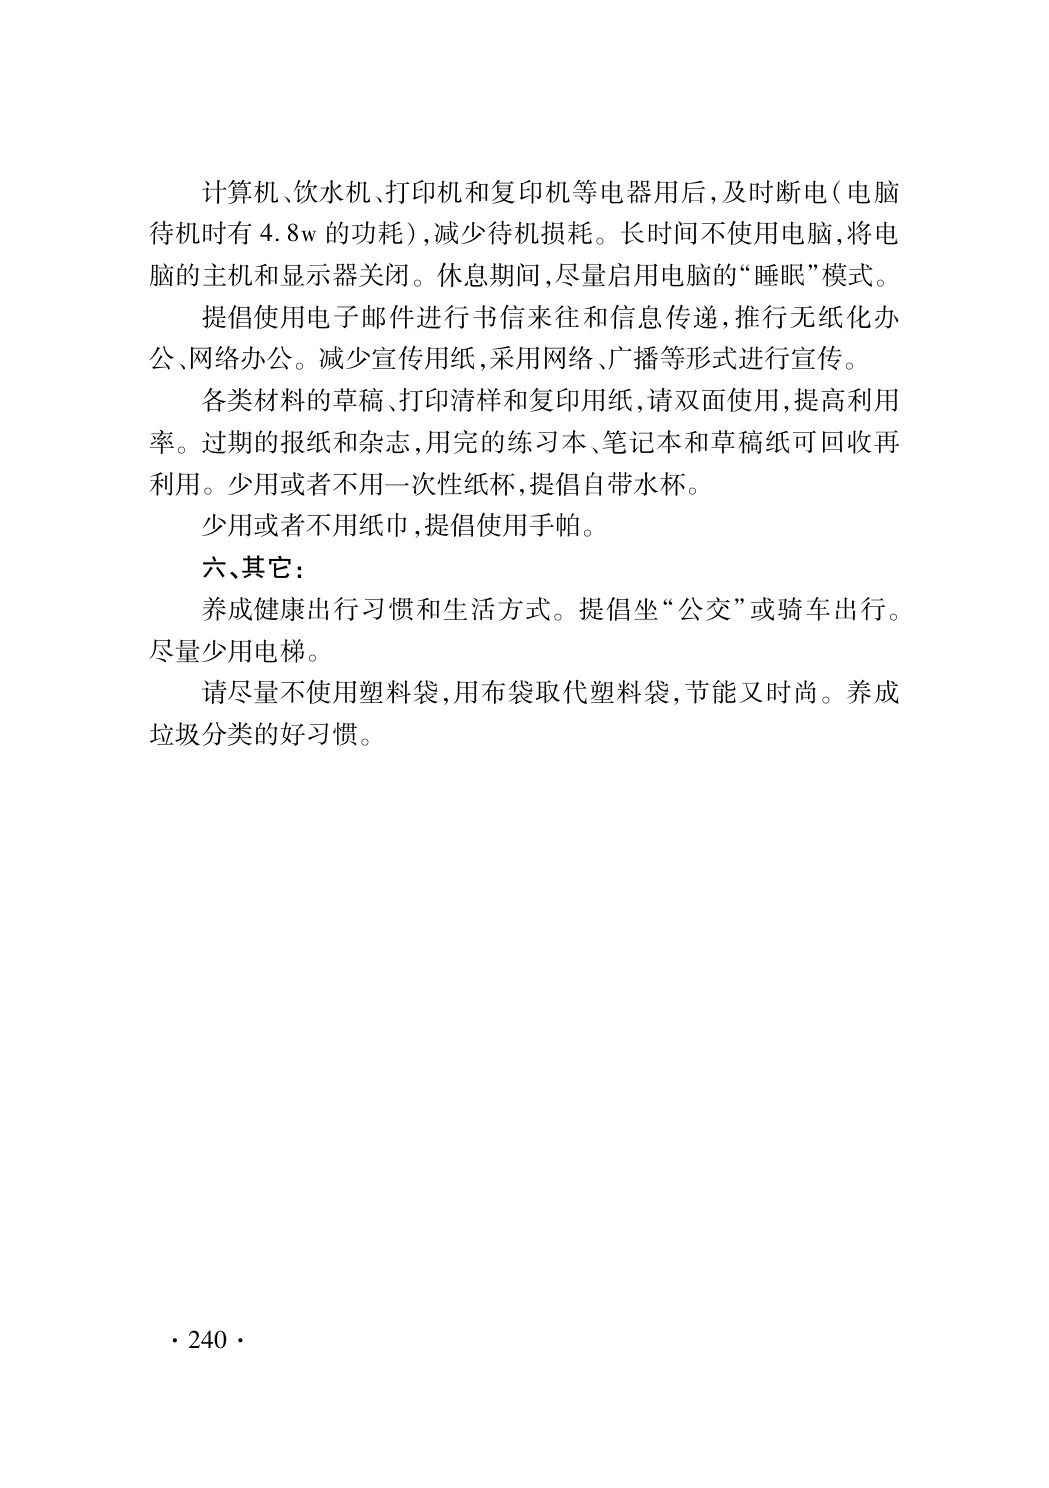 计算机、饮水机、打印机和复印机等电器用后,及时断电(电脑
待机时有 4.8w 的功耗),减少待机损耗。长时间不使用电脑,将电
脑的主机和显示器关闭。休息期间,尽量启用电脑的“睡眠”模式。
提倡使用电子邮件进行书信来往和信息传递,推行无纸化办
公、网络办公。减少宣传用纸,采用网络、广播等形式进行宣传。
各类材料的草稿、打印清样和复印用纸,请双面使用,提高利用
率。过期的报纸和杂志,用完的练习本、笔记本和草稿纸可回收再
利用。少用或者不用一次性纸杯,提倡自带水杯。
少用或者不用纸巾,提倡使用手帕。
六、其它:
养成健康出行习惯和生活方式。提倡坐“公交”或骑车出行。
尽量少用电梯。
请尽量不使用塑料袋,用布袋取代塑料袋,节能又时尚。养成
垃圾分类的好习惯。
·240·